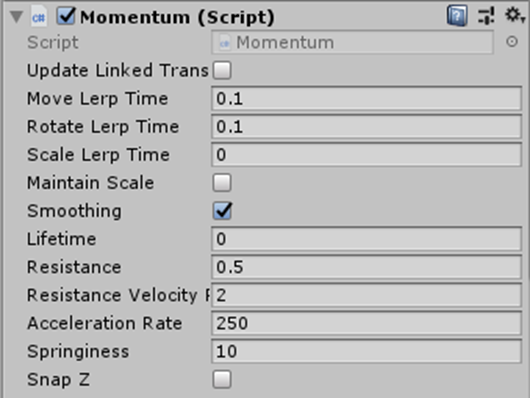 Momentum (Script)
Script Momentum
Update Linked Trans
Move Lerp Time 0.1
Rotate Lerp Time 0.1
Scale Lerp Time 0
Maintain Scale
Smoothing
Lifetime 0
Resistance 0.5
Resistance Velocity 2
Acceleration Rate 250
Springiness 10
Snap Z